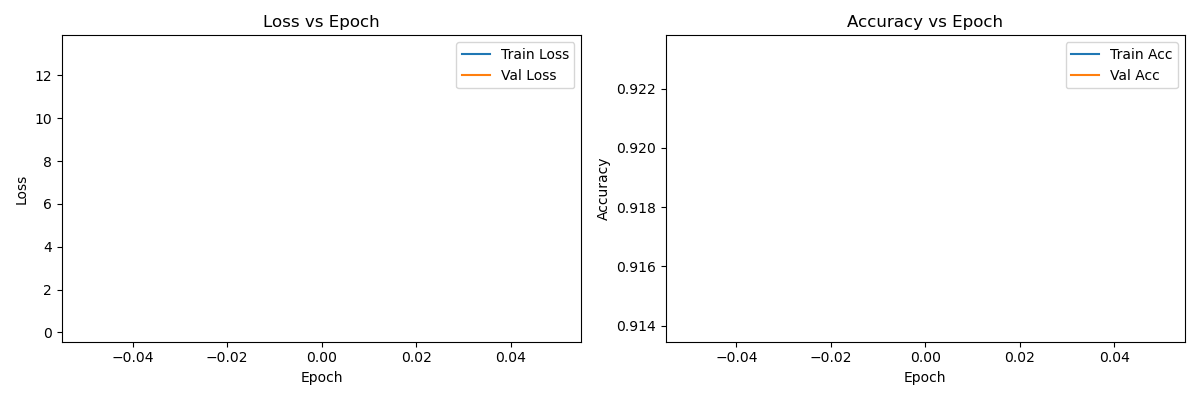 Loss vs Epoch
Train Loss
Val Loss
12
10
8
6
4
2
0
Loss
−0.04 −0.02 0.00 0.02 0.04
Epoch
Accuracy vs Epoch
Train Acc
Val Acc
0.922
0.920
0.918
0.916
0.914
Accuracy
−0.04 −0.02 0.00 0.02 0.04
Epoch